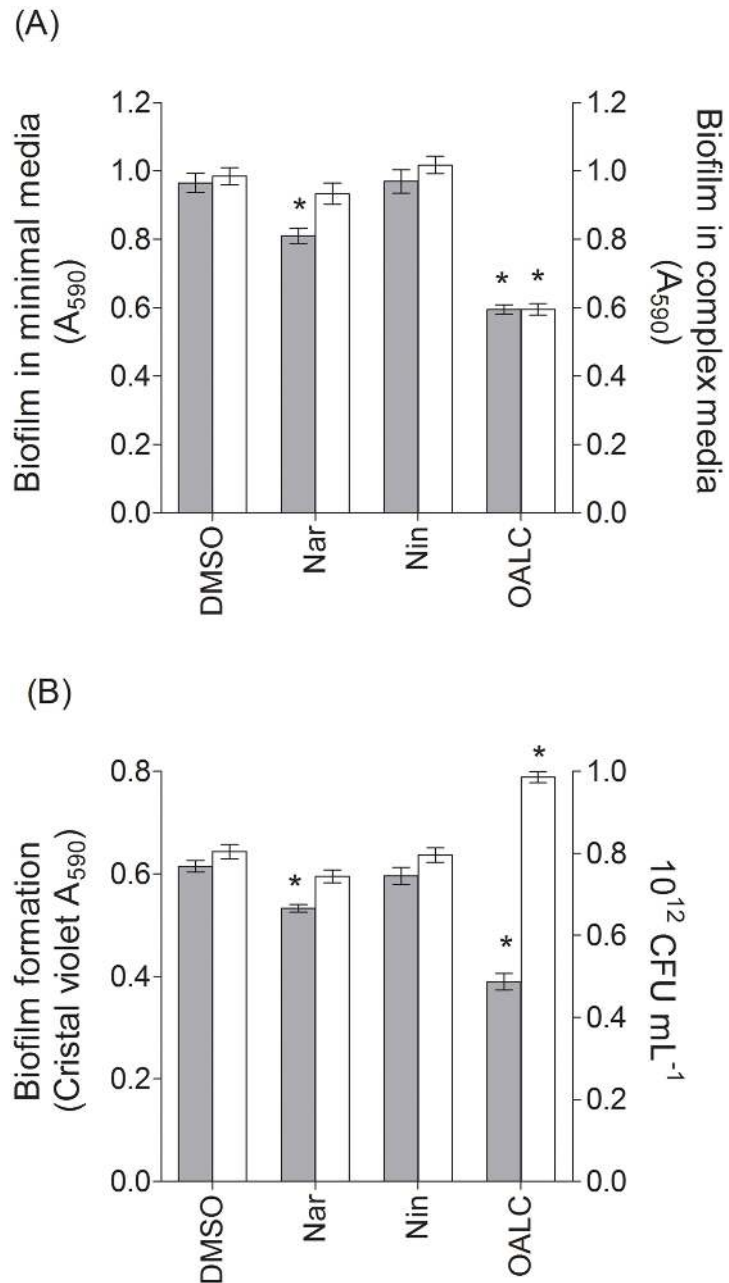 (A)
Biofilm in minimal media
(A590)
1.2
1.0
0.8
0.6
0.4
0.2
0.0
*
* *
1.2
1.0
0.8
0.6
0.4
0.2
0.0
Biofilm in complex media
(A590)
DMSO
Nar
Nin
OALC
(B)
Biofilm formation
(Cristal violet A590)
0.8
0.6
0.4
0.2
0.0
*
*
*
1.0
0.8
0.6
0.4
0.2
0.0
10¹² CFU mL⁻¹
DMSO
Nar
Nin
OALC